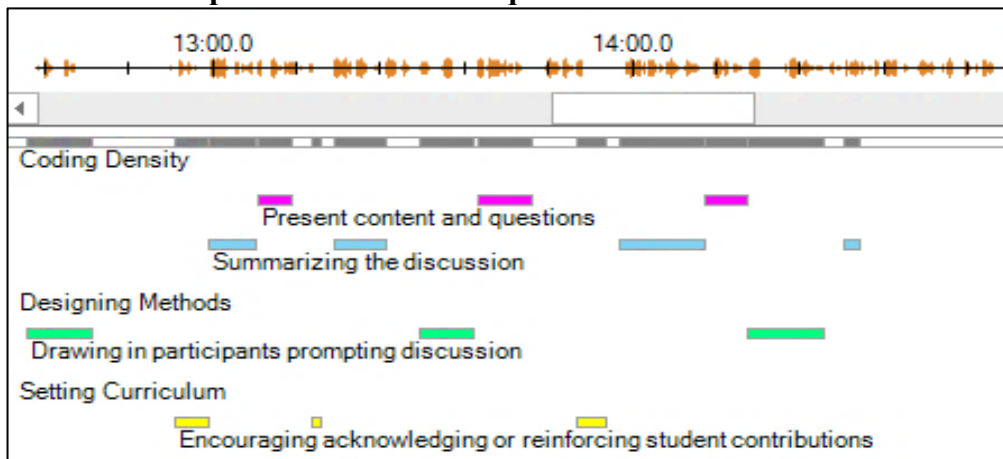 13:00.0 14:00.0
Coding Density
Present content and questions
Summarizing the discussion
Designing Methods
Drawing in participants prompting discussion
Setting Curriculum
Encouraging acknowledging or reinforcing student contributions